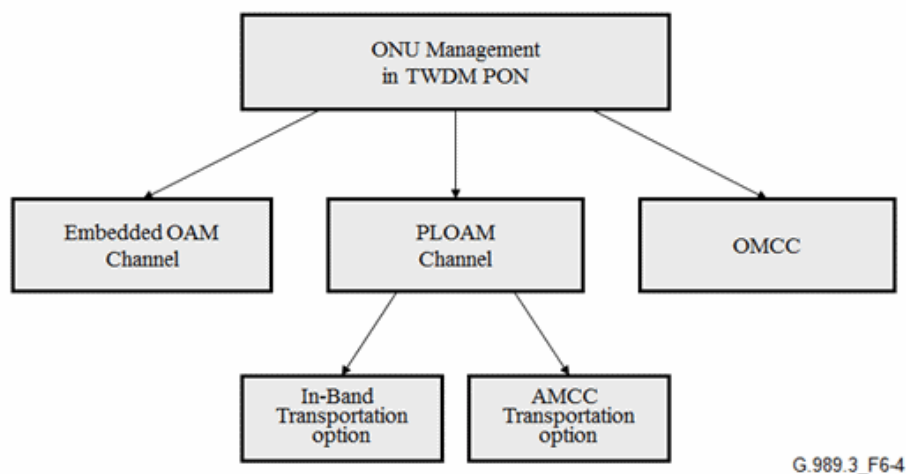 ONU Management
in TWDM PON
Embedded OAM
Channel
PLOAM
Channel
OMCC
In-Band
Transportation
option
AMCC
Transportation
option
G.989.3_F6-4